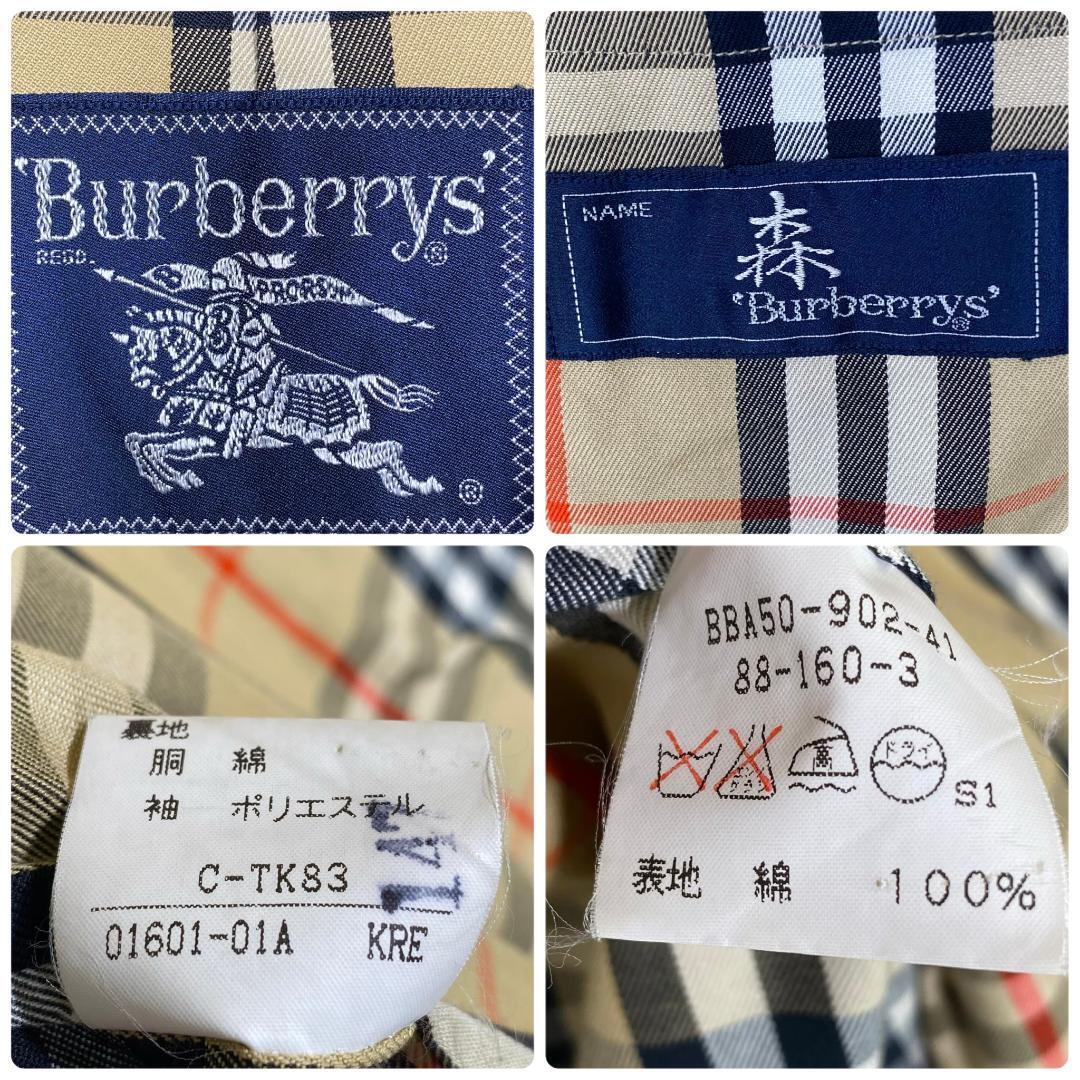 'Burberrys'®
REGD.
PRORSUM
B
®
NAME
森
'Burberrys'®
裏地
胴 綿
袖 ポリエステル
C-TK83
01601-01A KRE
BBA50-902-41
88-160-3
高 ドライ
S1
表地 綿 100%